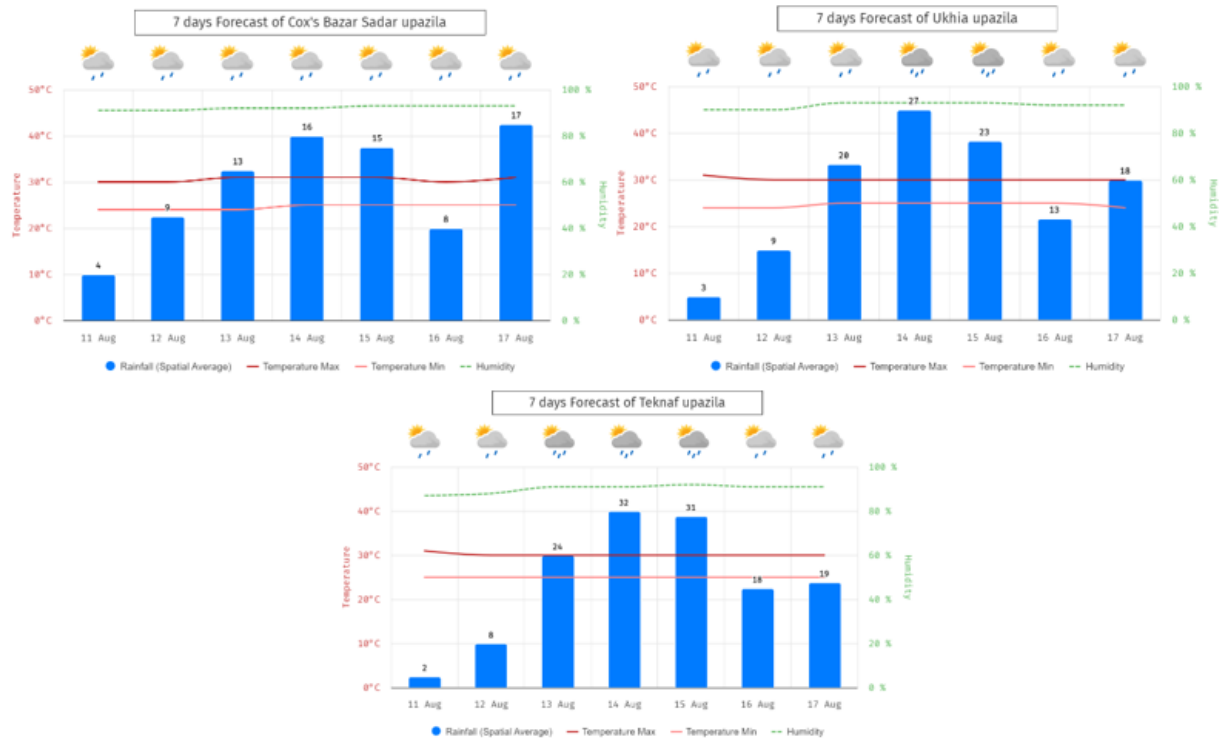 7 days Forecast of Cox's Bazar Sadar upazila
50°C
40°C
30°C
20°C
10°C
0°C
Temperature
100 %
80 %
60 %
40 %
20 %
0 %
Humidity
4
9
13
16
15
8
17
11 Aug 12 Aug 13 Aug 14 Aug 15 Aug 16 Aug 17 Aug
Rainfall (Spatial Average) Temperature Max Temperature Min Humidity
7 days Forecast of Ukhia upazila
50°C
40°C
30°C
20°C
10°C
0°C
Temperature
100 %
80 %
60 %
40 %
20 %
0 %
Humidity
3
9
20
27
23
13
18
11 Aug 12 Aug 13 Aug 14 Aug 15 Aug 16 Aug 17 Aug
Rainfall (Spatial Average) Temperature Max Temperature Min Humidity
7 days Forecast of Teknaf upazila
50°C
40°C
30°C
20°C
10°C
0°C
Temperature
100 %
80 %
60 %
40 %
20 %
0 %
Humidity
2
8
24
32
31
18
19
11 Aug 12 Aug 13 Aug 14 Aug 15 Aug 16 Aug 17 Aug
Rainfall (Spatial Average) Temperature Max Temperature Min Humidity